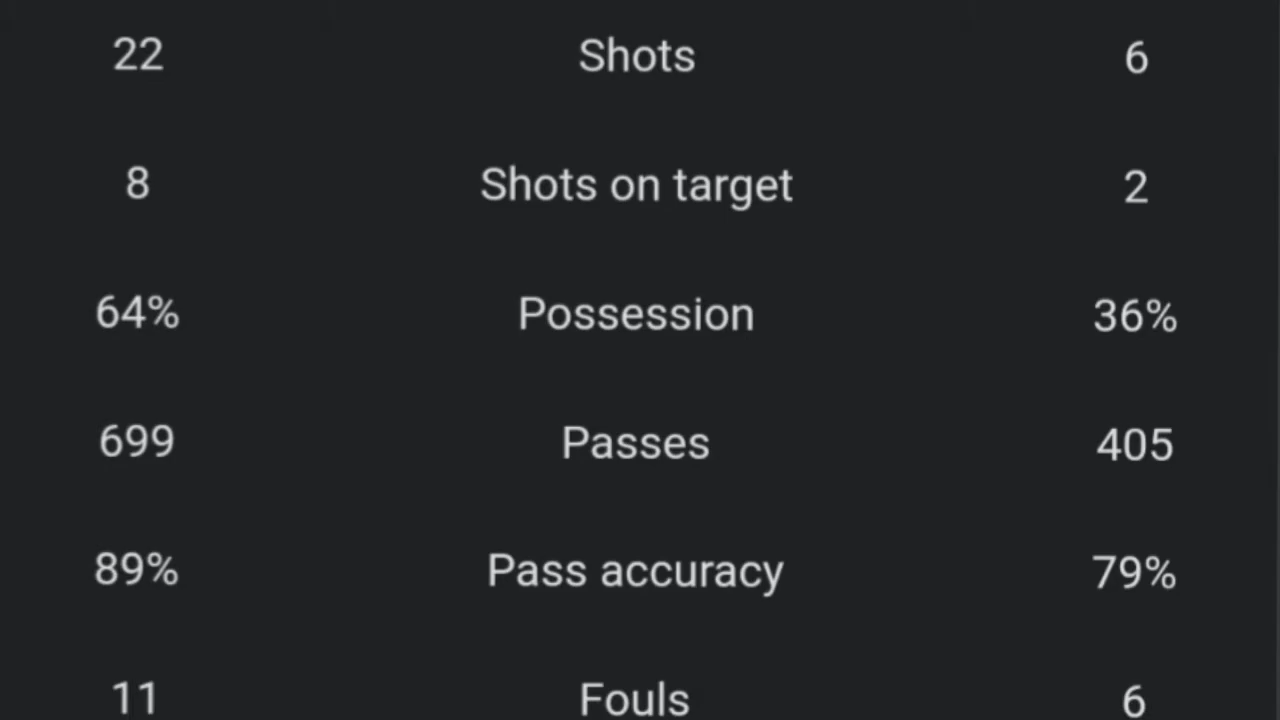 22 Shots 6
8 Shots on target 2
64% Possession 36%
699 Passes 405
89% Pass accuracy 79%
11 Fouls 6